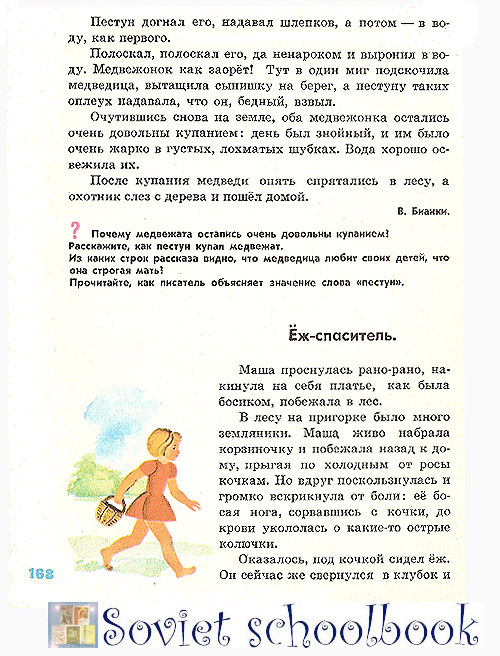 Пестун догнал его, надавал шлепков, а потом — в во-
ду, как первого.
Полоскал, полоскал его, да ненароком и вырони в во-
ду. Медвежонок как заорёт! Тут в один миг подскочила
медведица, вытащила сынишку на берег, а пестуну таких
оплеух надавала, что он, бедный, взвыл.
Очутившись снова на земле, оба медвежонка остались
очень довольны купанием: день был знойный, и им было
очень жарко в густых, лохматых шубках. Вода хорошо ос-
вежила их.
После купания медведи опять спрятались в лесу, а
охотник слез с дерева и пошёл домой.
В. Бианки.
? Почему медвежата остались очень довольны купанием?
Расскажите, как пестун купал медвежат.
Из каких строк рассказа видно, что медведица любит своих детей, что
она строгая мать?
Прочитайте, как писатель объясняет значение слова «пестун».
Ёж-спаситель.
Маша проснулась рано-рано, на-
кинула на себя платье, как была
босиком, побежала в лес.
В лесу на пригорке было много
земляники. Маша живо набрала
корзиночку и побежала назад к до-
му, прыгая по холодным от росы
кочкам. Но вдруг поскользнулась и
громко вскрикнула от боли: её бо-
сая нога, сорвавшись с кочки, до
крови укололась о какие-то острые
колючки.
Оказалось, под кочкой сидел ёж.
Он сейчас же свернулся в клубок и
168
Soviet schoolbook